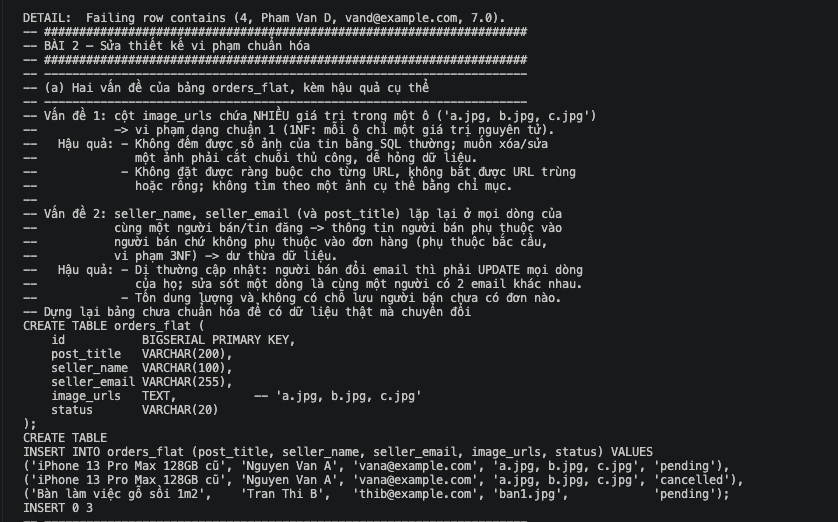 DETAIL:  Failing row contains (4, Pham Van D, vand@example.com, 7.0).
-- ####################################################################
-- BÀI 2 — Sửa thiết kế vi phạm chuẩn hóa
-- ####################################################################
-- --------------------------------------------------------------------
-- (a) Hai vấn đề của bảng orders_flat, kèm hậu quả cụ thể
-- --------------------------------------------------------------------
-- Vấn đề 1: cột image_urls chứa NHIỀU giá trị trong một ô ('a.jpg, b.jpg, c.jpg')
--           -> vi phạm dạng chuẩn 1 (1NF: mỗi ô chỉ một giá trị nguyên tử).
--   Hậu quả: - Không đếm được số ảnh của tin bằng SQL thường; muốn xóa/sửa
--              một ảnh phải cắt chuỗi thủ công, dễ hỏng dữ liệu.
--            - Không đặt được ràng buộc cho từng URL, không bắt được URL trùng
--              hoặc rỗng; không tìm theo một ảnh cụ thể bằng chỉ mục.
--
-- Vấn đề 2: seller_name, seller_email (và post_title) lặp lại ở mọi dòng của
--           cùng một người bán/tin đăng -> thông tin người bán phụ thuộc vào
--           người bán chứ không phụ thuộc vào đơn hàng (phụ thuộc bắc cầu,
--           vi phạm 3NF) -> dư thừa dữ liệu.
--   Hậu quả: - Dị thường cập nhật: người bán đổi email thì phải UPDATE mọi dòng
--              của họ; sửa sót một dòng là cùng một người có 2 email khác nhau.
--            - Tốn dung lượng và không có chỗ lưu người bán chưa có đơn nào.
-- Dựng lại bảng chưa chuẩn hóa để có dữ liệu thật mà chuyển đổi
CREATE TABLE orders_flat (
    id           BIGSERIAL PRIMARY KEY,
    post_title   VARCHAR(200),
    seller_name  VARCHAR(100),
    seller_email VARCHAR(255),
    image_urls   TEXT,           -- 'a.jpg, b.jpg, c.jpg'
    status       VARCHAR(20)
);
CREATE TABLE
INSERT INTO orders_flat (post_title, seller_name, seller_email, image_urls, status) VALUES
('iPhone 13 Pro Max 128GB cũ', 'Nguyen Van A', 'vana@example.com', 'a.jpg, b.jpg, c.jpg', 'pending'),
('iPhone 13 Pro Max 128GB cũ', 'Nguyen Van A', 'vana@example.com', 'a.jpg, b.jpg, c.jpg', 'cancelled'),
('Bàn làm việc gỗ sồi 1m2',    'Tran Thi B',   'thib@example.com', 'ban1.jpg',            'pending');
INSERT 0 3
-- --------------------------------------------------------------------